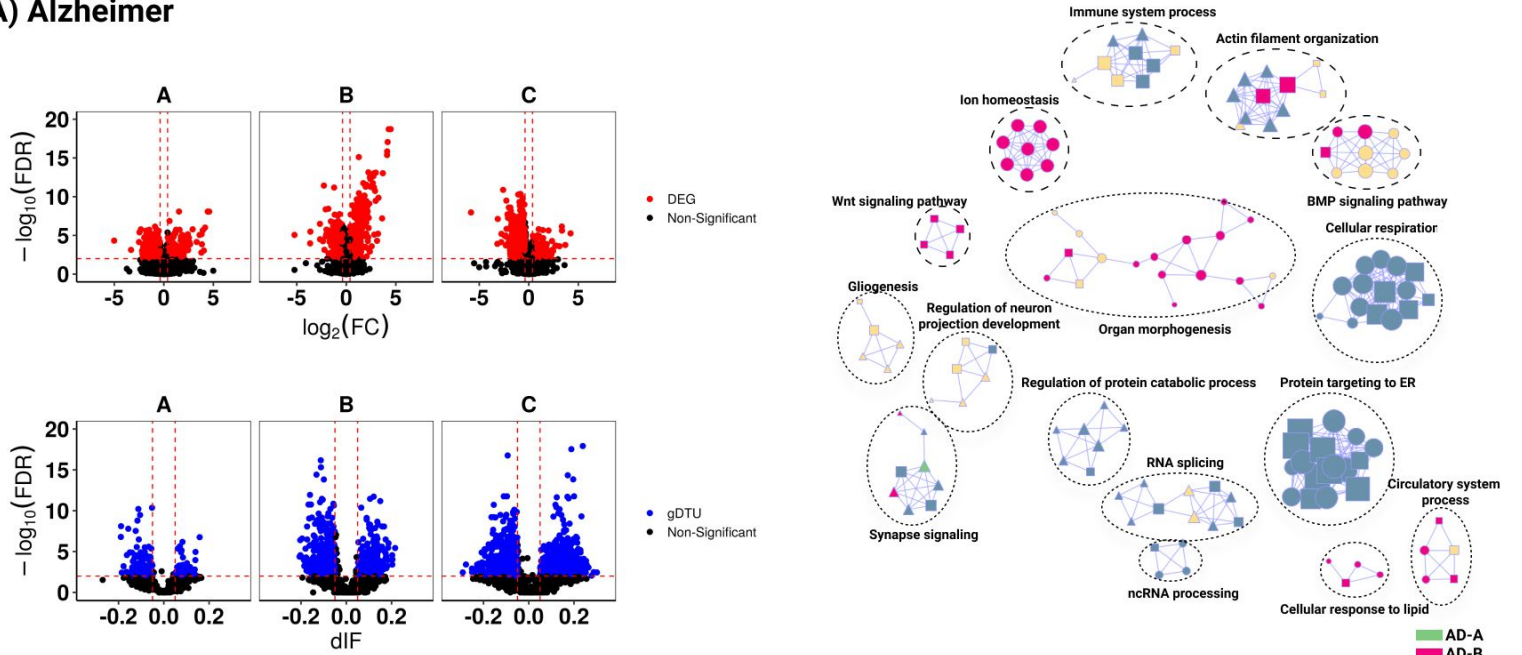 A) Alzheimer
A
B
C
20
15
10
5
0
− log10(FDR)
-5 0 5
-5 0 5
-5 0 5
log2(FC)
DEG
Non-Significant
A
B
C
20
15
10
5
0
− log10(FDR)
-0.2 0.0 0.2
-0.2 0.0 0.2
-0.2 0.0 0.2
dIF
gDTU
Non-Significant
Immune system process
Actin filament organization
Ion homeostasis
Wnt signaling pathway
BMP signaling pathway
Cellular respiration
Gliogenesis
Regulation of neuron
projection development
Organ morphogenesis
Regulation of protein catabolic process
Protein targeting to ER
RNA splicing
Circulatory system
process
Synapse signaling
ncRNA processing
Cellular response to lipid
AD-A
AD-B